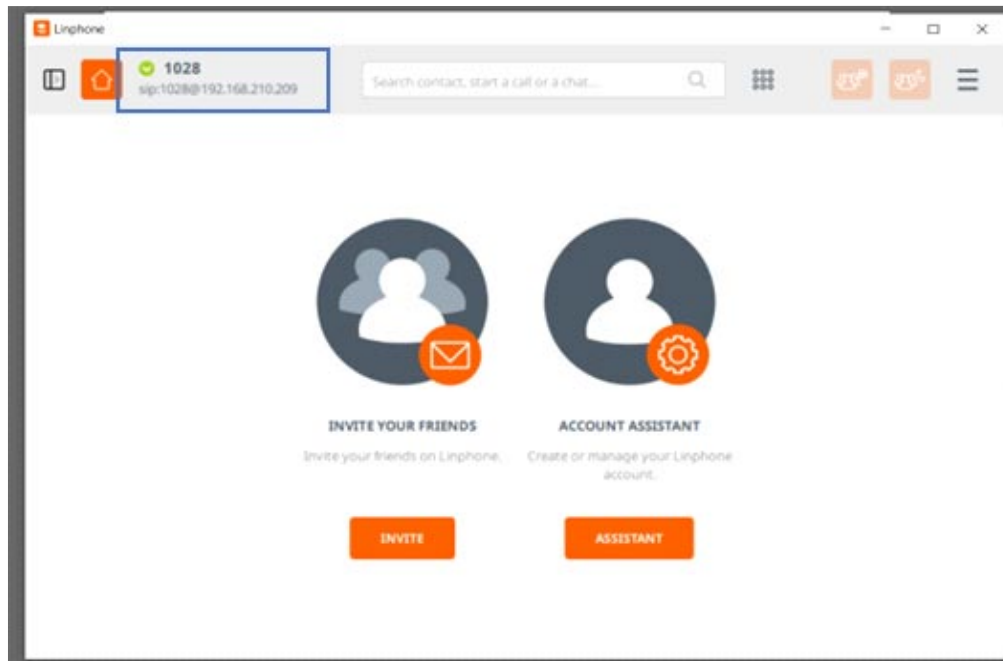 Linphone
1028
sip:1028@192.168.210.209
Search contact, start a call or a chat...
INVITE YOUR FRIENDS
Invite your friends on Linphone.
INVITE
ACCOUNT ASSISTANT
Create or manage your Linphone
account.
ASSISTANT